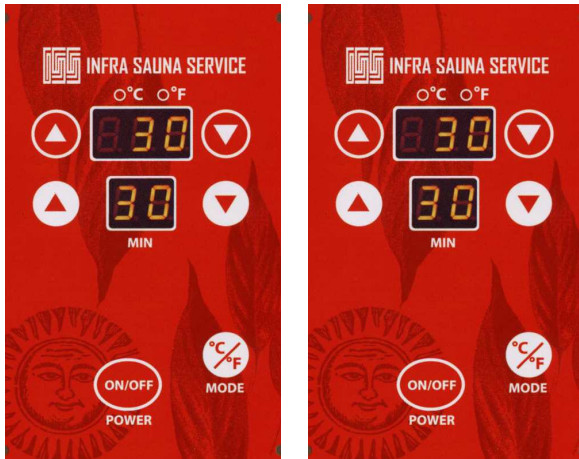 INFRA SAUNA SERVICE
°C °F
30
30
MIN
°C/°F
MODE
ON/OFF
POWER
INFRA SAUNA SERVICE
°C °F
30
30
MIN
°C/°F
MODE
ON/OFF
POWER